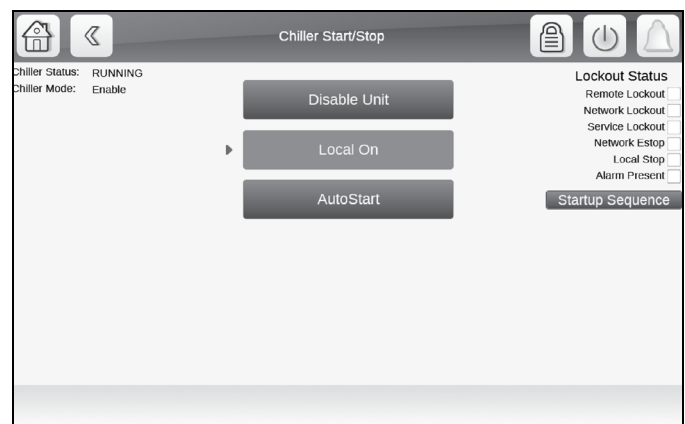 Chiller Start/Stop
Chiller Status: RUNNING
Chiller Mode: Enable
Disable Unit
Local On
AutoStart
Lockout Status
Remote Lockout
Network Lockout
Service Lockout
Network Estop
Local Stop
Alarm Present
Startup Sequence